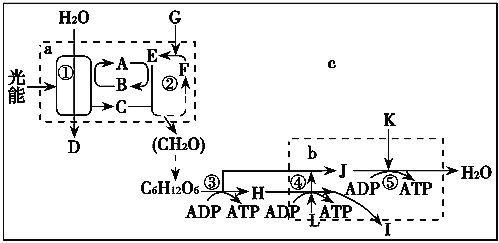 H₂O G
a
A E
① B ② F c
光能
C
D (CH₂O) K
b
C₆H₁₂O₆ ③ H ④ J ⑤ H₂O
ADP ATP ADP ATP ADP ATP
L
I